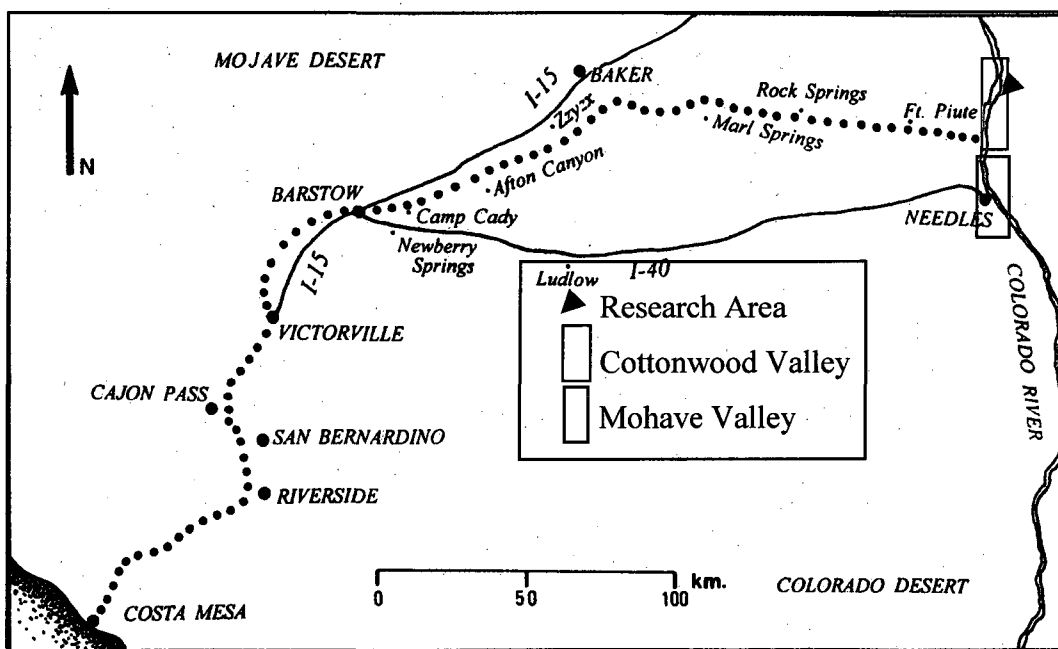 MOJAVE DESERT
N
I-15
BAKER
Zzyzx
Rock Springs
Ft. Piute
Marl Springs
Afton Canyon
BARSTOW
Camp Cady
Newberry
Springs
NEEDLES
I-15
Ludlow
I-40
COLORADO RIVER
VICTORVILLE
Research Area
Cottonwood Valley
Mohave Valley
CAJON PASS
SAN BERNARDINO
RIVERSIDE
km.
0
50
100
COLORADO DESERT
COSTA MESA